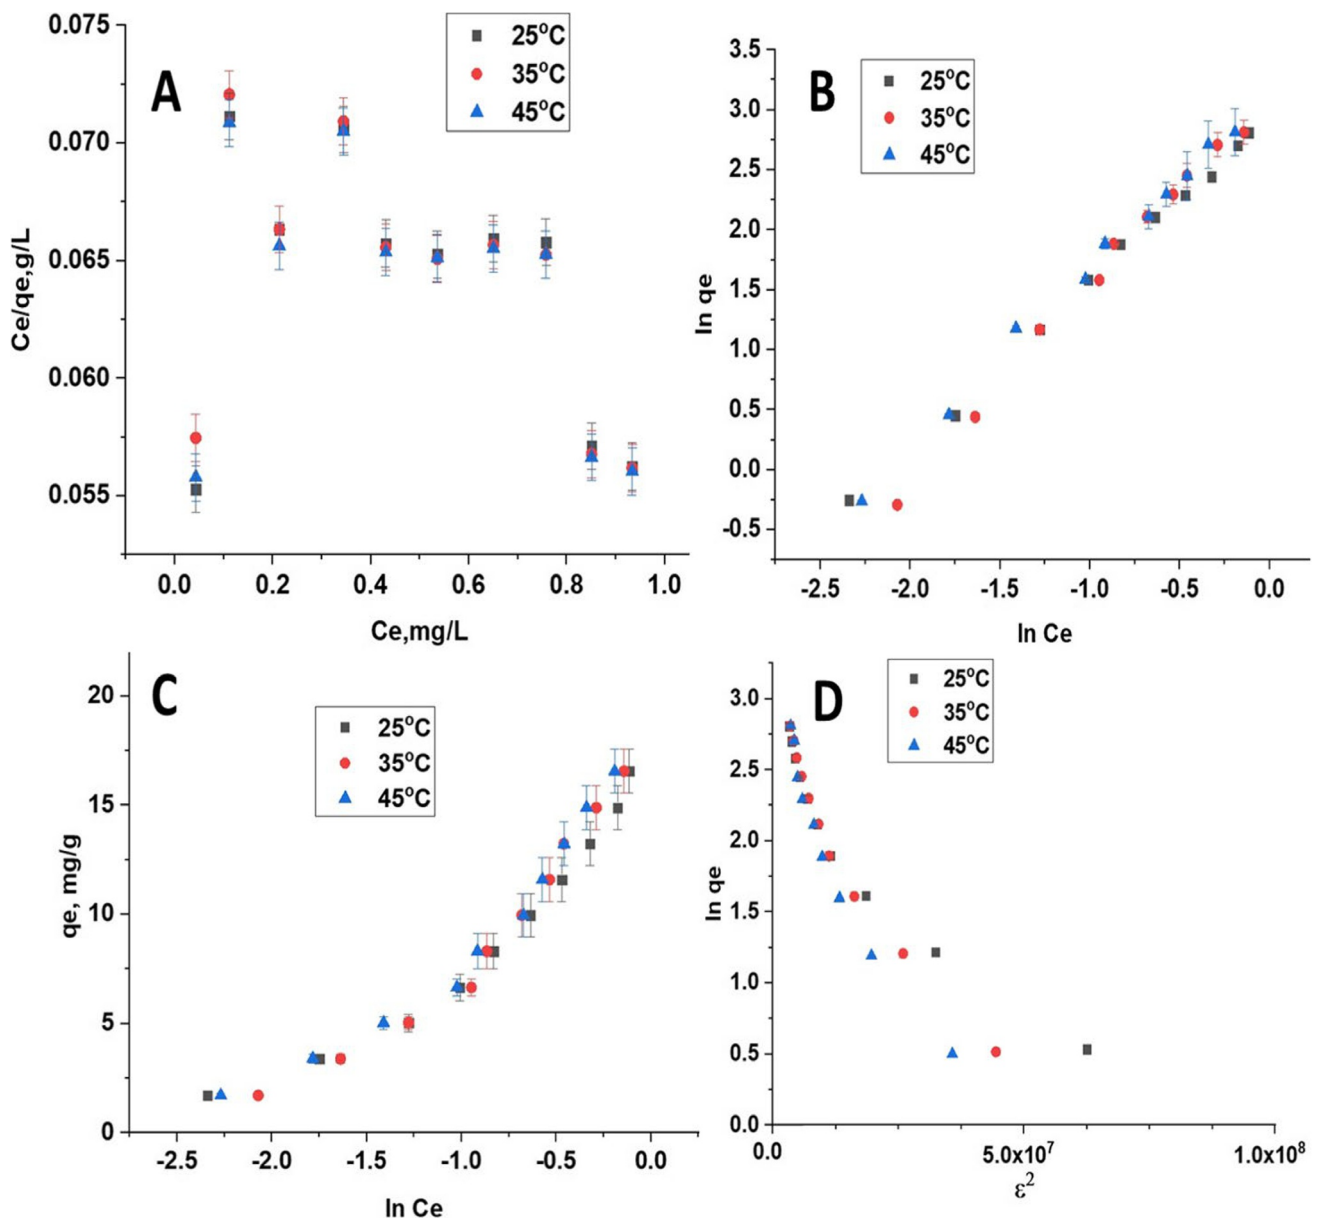 A
25°C
35°C
45°C
0.075
0.070
0.065
0.060
0.055
Ce/qe,g/L
0.0 0.2 0.4 0.6 0.8 1.0
Ce,mg/L
B
25°C
35°C
45°C
3.5
3.0
2.5
2.0
1.5
1.0
0.5
0.0
-0.5
ln qe
-2.5 -2.0 -1.5 -1.0 -0.5 0.0
ln Ce
C
25°C
35°C
45°C
20
15
10
5
0
qe, mg/g
-2.5 -2.0 -1.5 -1.0 -0.5 0.0
ln Ce
D
25°C
35°C
45°C
3.0
2.5
2.0
1.5
1.0
0.5
0.0
ln qe
0.0 5.0x10⁷ 1.0x10⁸
ε²